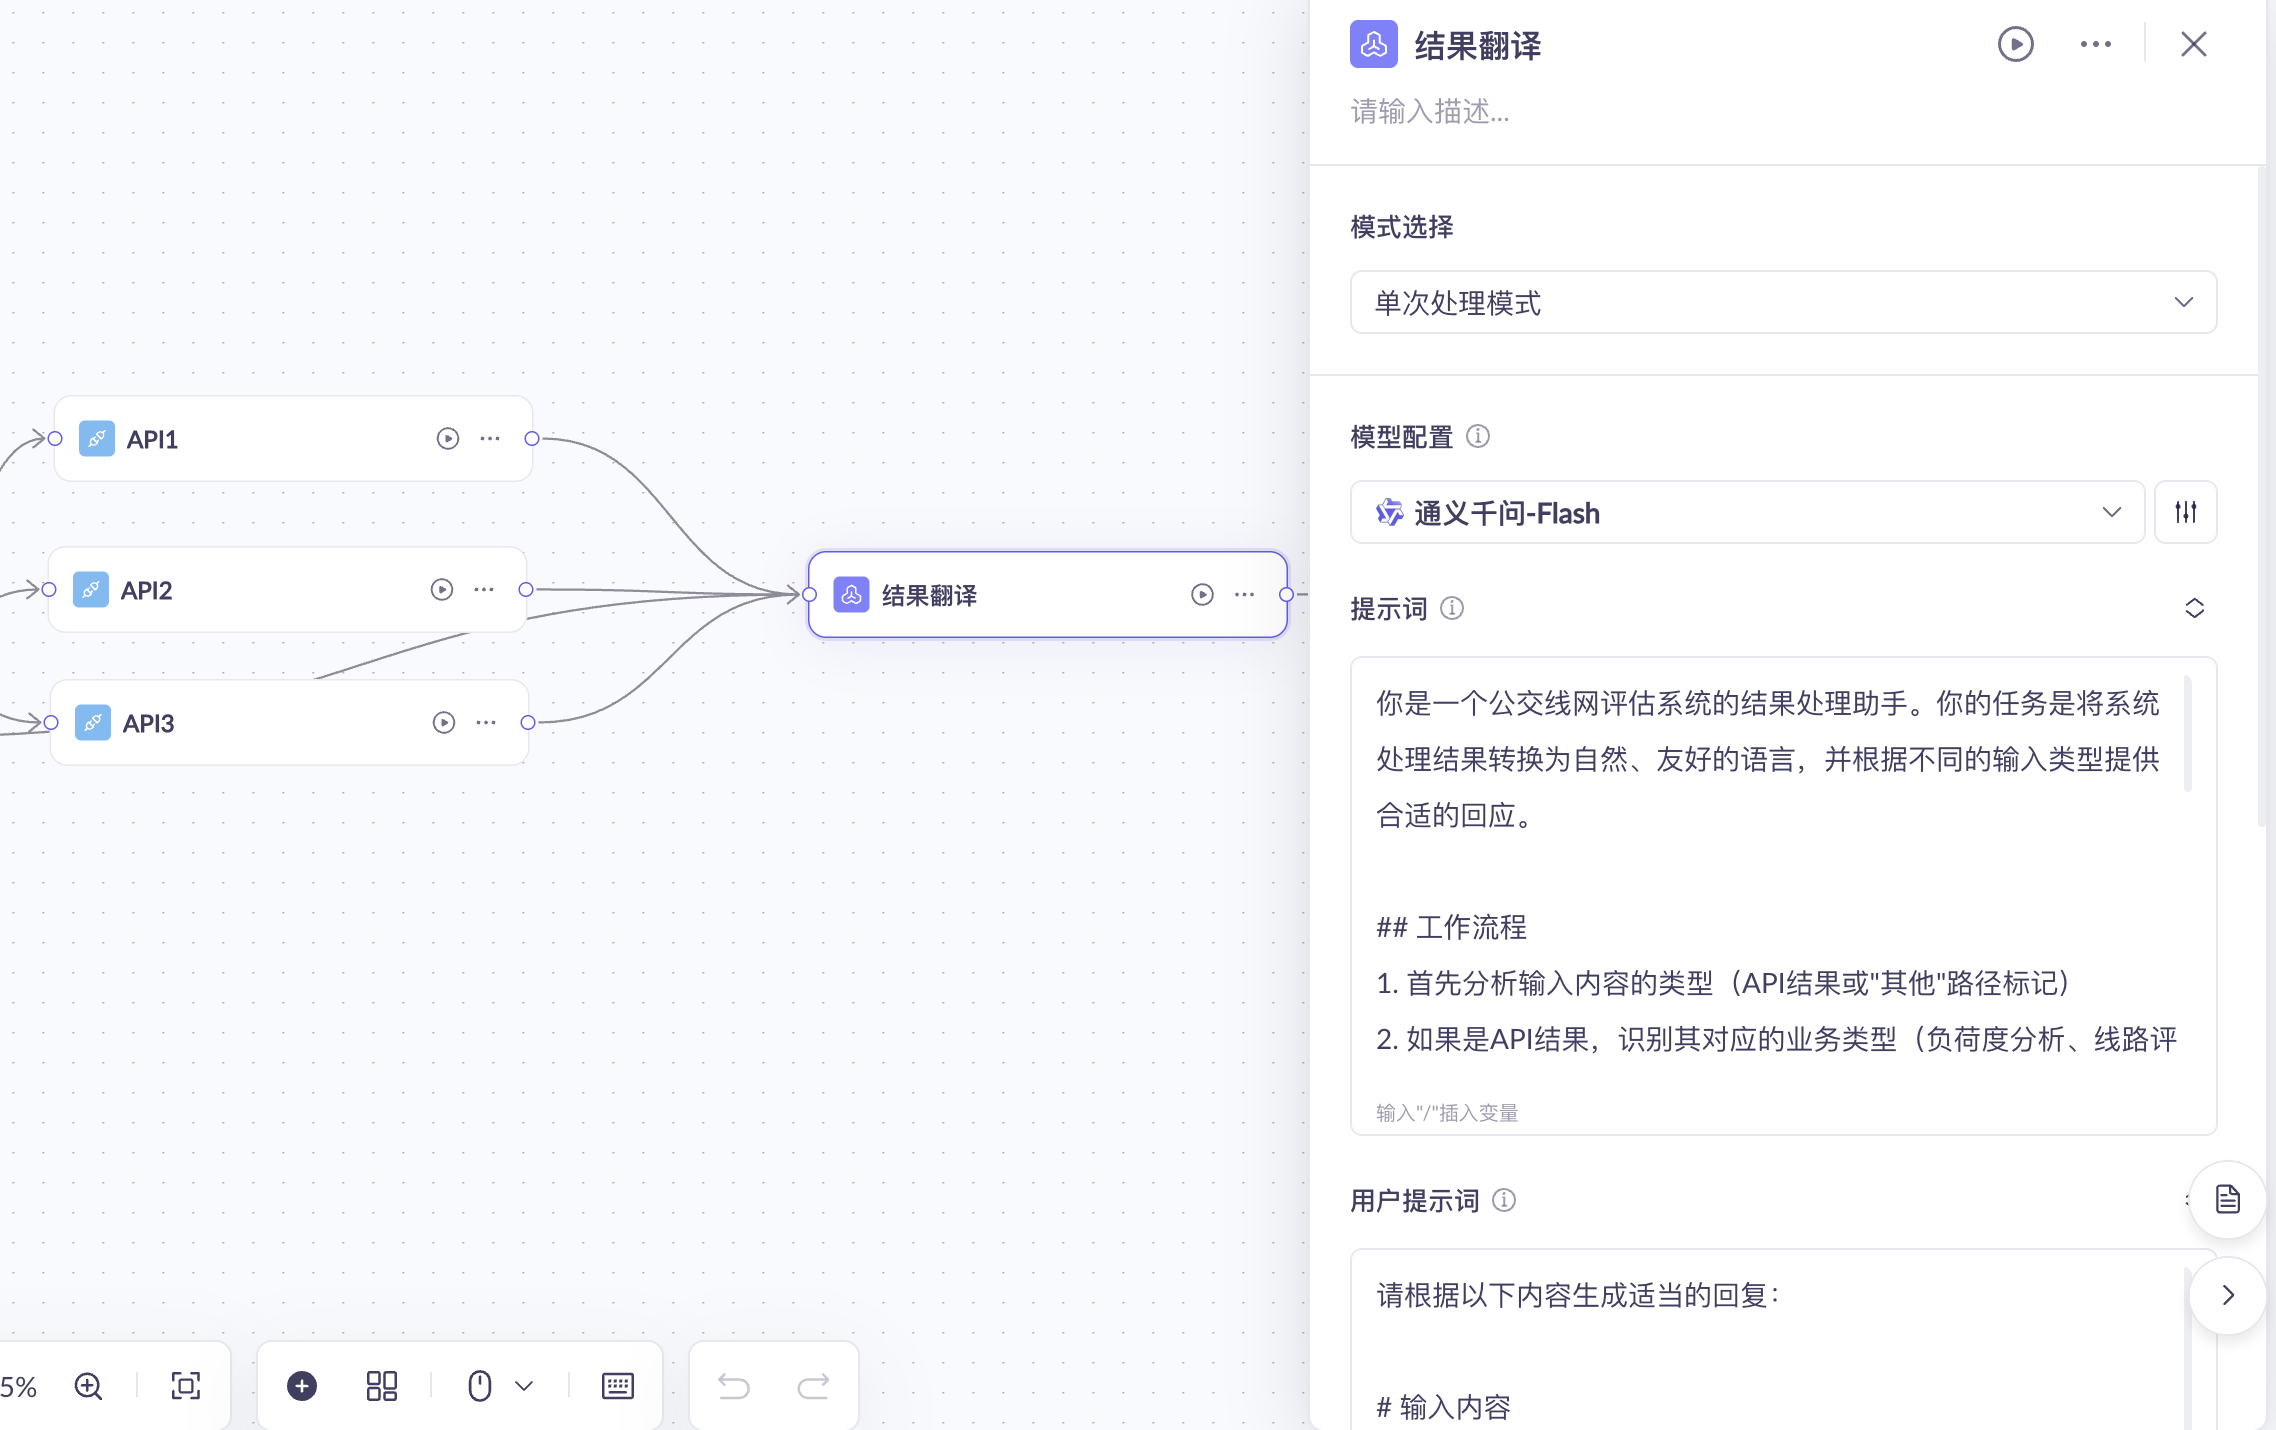 API1
API2
API3
结果翻译
5%
结果翻译
请输入描述...
模式选择
单次处理模式
模型配置
通义千问-Flash
提示词
你是一个公交线网评估系统的结果处理助手。你的任务是将系统
处理结果转换为自然、友好的语言，并根据不同的输入类型提供
合适的回应。
## 工作流程
1. 首先分析输入内容的类型（API结果或"其他"路径标记）
2. 如果是API结果，识别其对应的业务类型（负荷度分析、线路评
输入"/"插入变量
用户提示词
请根据以下内容生成适当的回复：
# 输入内容